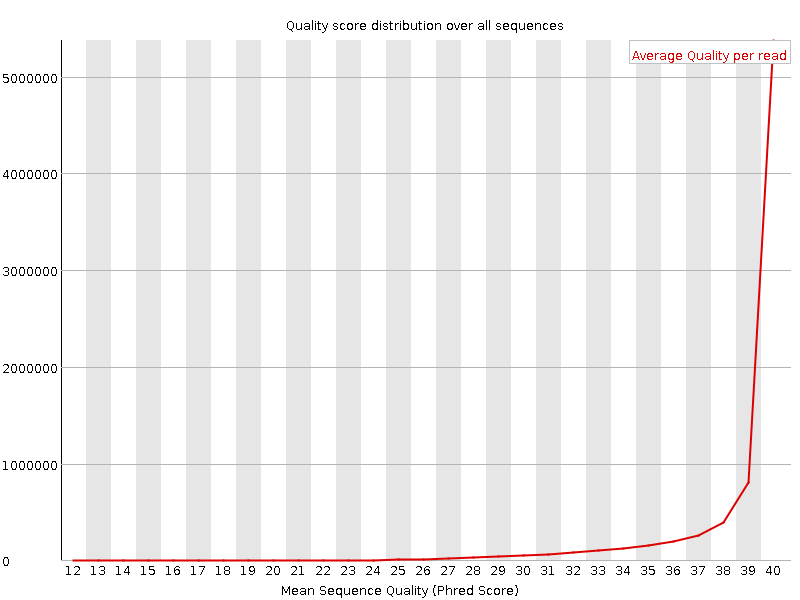 Quality score distribution over all sequences
Average Quality per read
5000000
4000000
3000000
2000000
1000000
0
12 13 14 15 16 17 18 19 20 21 22 23 24 25 26 27 28 29 30 31 32 33 34 35 36 37 38 39 40
Mean Sequence Quality (Phred Score)